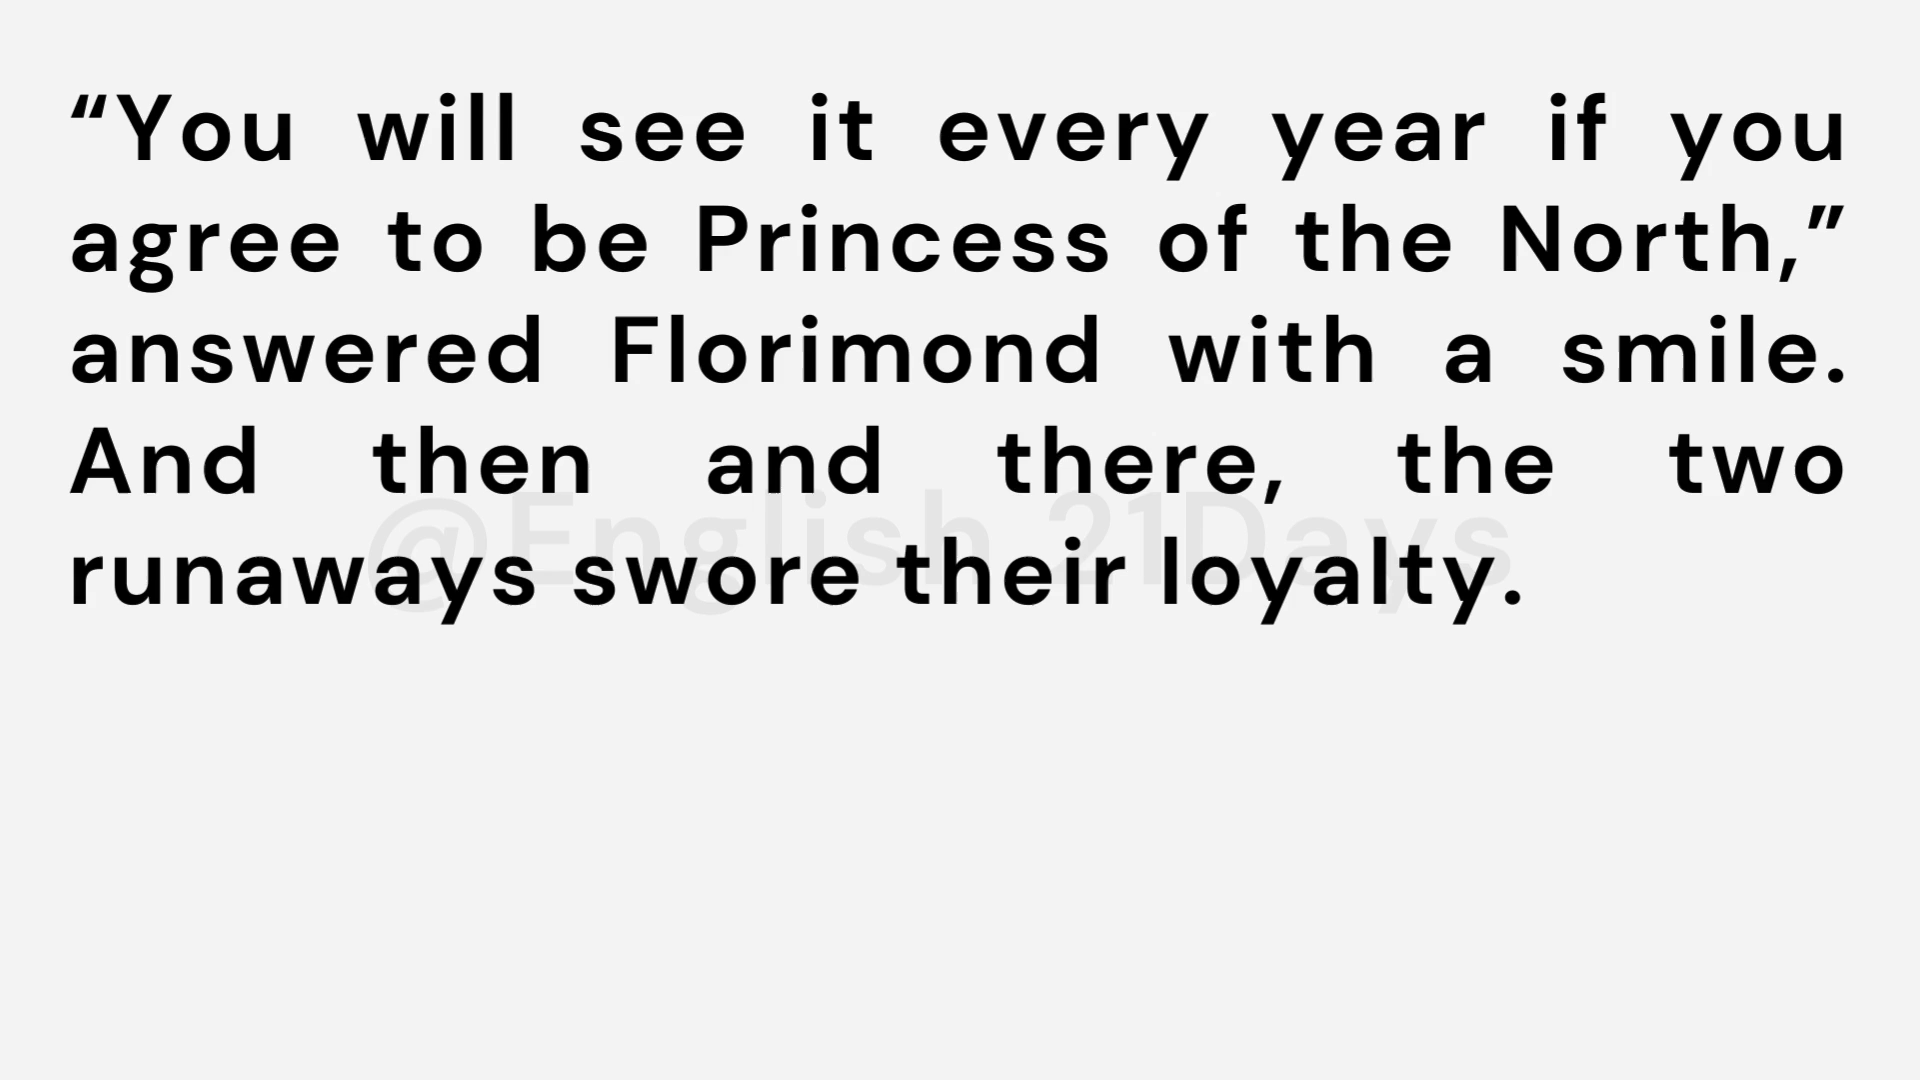 “You will see it every year if you
agree to be Princess of the North,”
answered Florimond with a smile.
And then and there, the two
@English 21Days
runaways swore their loyalty.